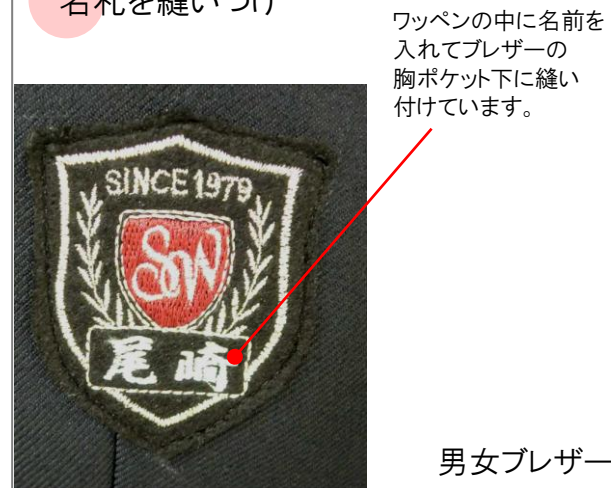 名札を縫いつけ
ワッペンの中に名前を
入れてブレザーの
胸ポケット下に縫い
付けています。
SINCE 1979
SW
尾崎
男女ブレザー